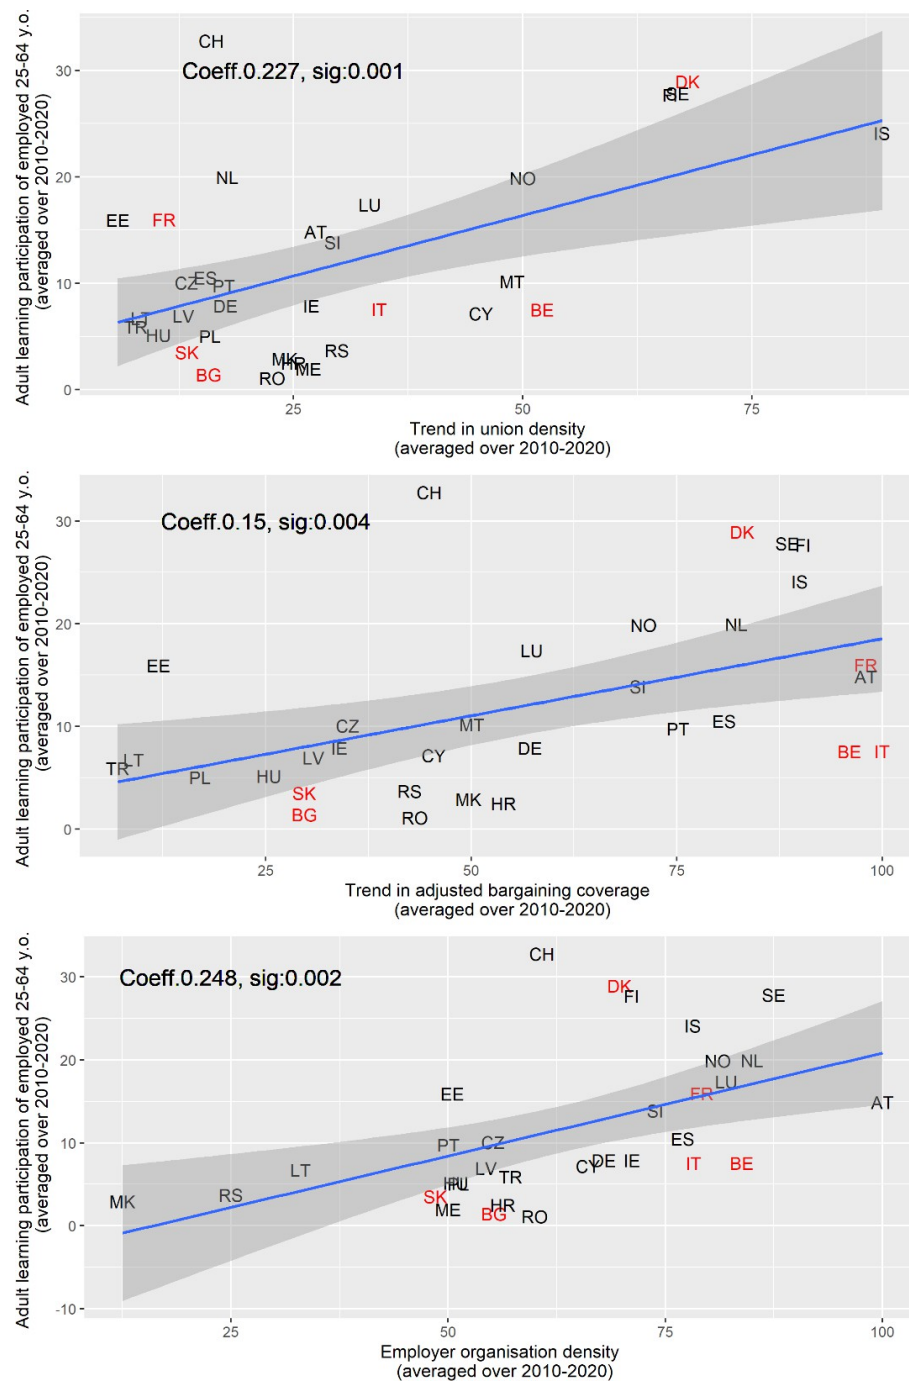 Adult learning participation of employed 25-64 y.o.
(averaged over 2010-2020)
30
20
10
0
Coeff.0.227, sig:0.001
CH
DK
FI
SE
IS
NL
NO
LU
EE
FR
AT
SI
CZ
ES
PT
MT
DE
IE
IT
CY
BE
LT
TR
LV
HU
PL
SK
BG
MK
HR
ME
RO
RS
25
50
75
Trend in union density
(averaged over 2010-2020)
Adult learning participation of employed 25-64 y.o.
(averaged over 2010-2020)
30
20
10
0
Coeff.0.15, sig:0.004
CH
DK
SE
FI
IS
NO
NL
LU
EE
FR
AT
SI
CZ
MT
PT
ES
IE
DE
BE
IT
LT
TR
LV
CY
PL
HU
SK
BG
RS
RO
MK
HR
25
50
75
100
Trend in adjusted bargaining coverage
(averaged over 2010-2020)
Adult learning participation of employed 25-64 y.o.
(averaged over 2010-2020)
30
20
10
0
-10
Coeff.0.248, sig:0.002
CH
DK
FI
SE
IS
NO
NL
LU
EE
FR
AT
SI
PT
CZ
ES
LT
LV
CY
DE
IE
IT
BE
TR
HU
PL
MK
RS
SK
ME
HR
BG
RO
25
50
75
100
Employer organisation density
(averaged over 2010-2020)